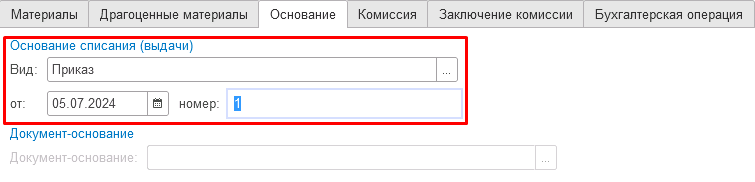 Материалы Драгоценные материалы Основание Комиссия Заключение комиссии Бухгалтерская операция
Основание списания (выдачи)
Вид: Приказ ...
от: 05.07.2024 номер: 1
Документ-основание
Документ-основание: ...